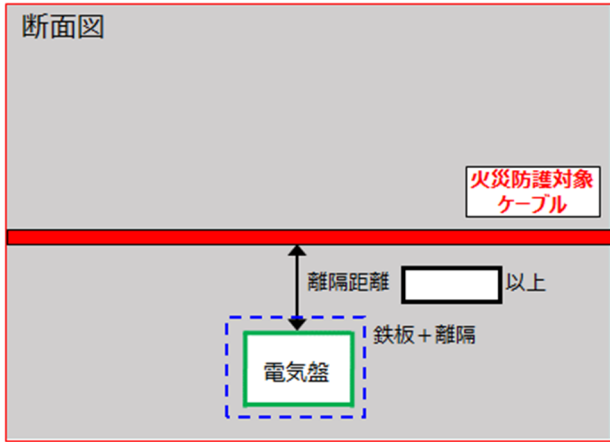 断面図
火災防護対象
ケーブル
離隔距離 以上
鉄板+離隔
電気盤